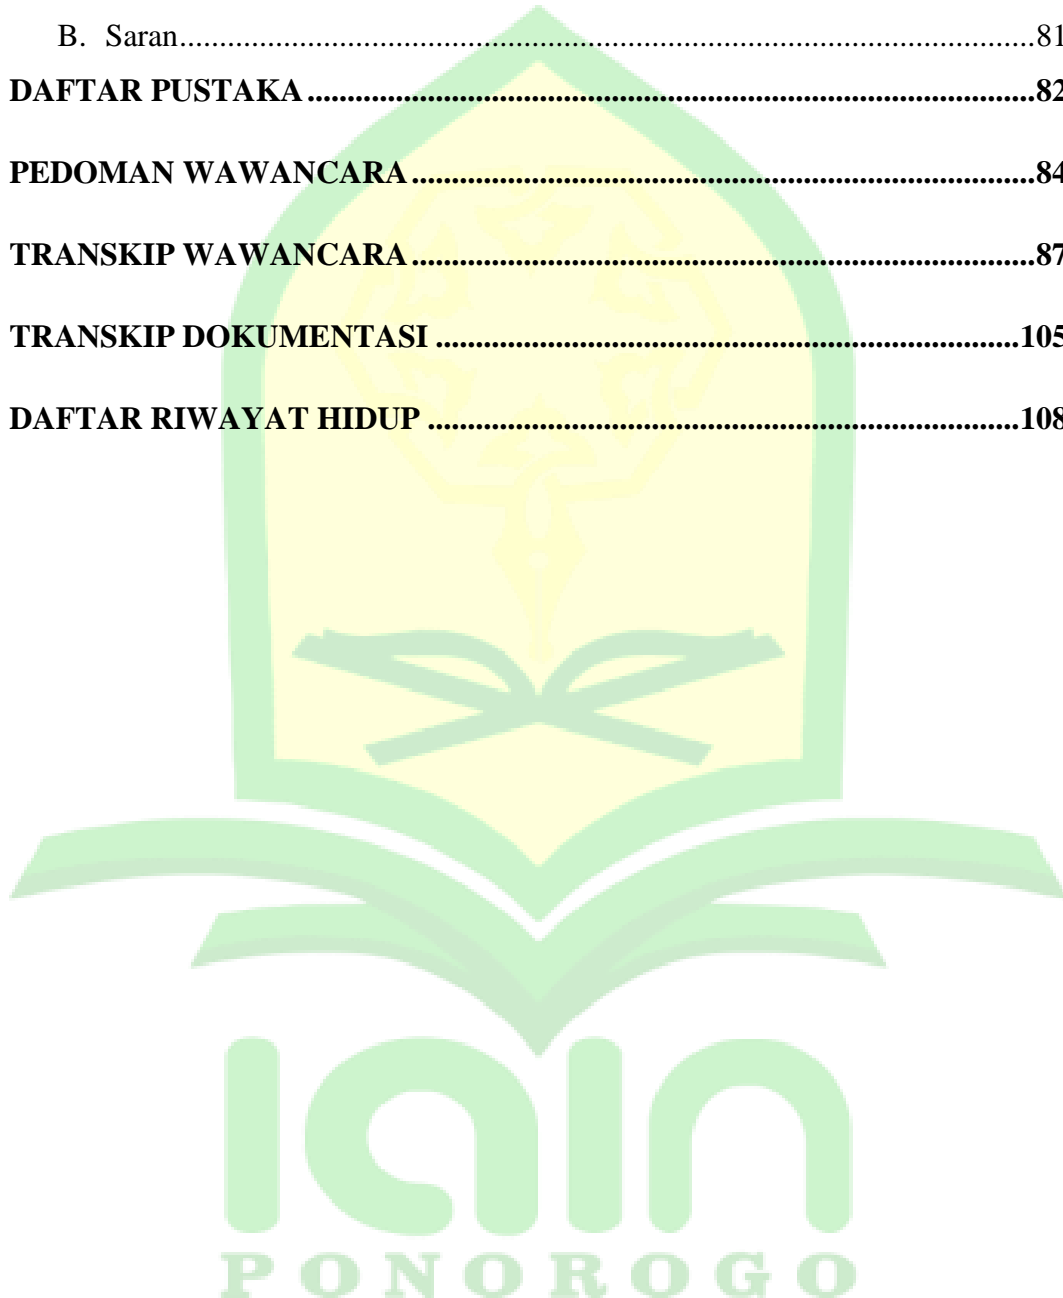 B. Saran....................................................................................................81
DAFTAR PUSTAKA....................................................................................82
PEDOMAN WAWANCARA........................................................................84
TRANSKIP WAWANCARA........................................................................87
TRANSKIP DOKUMENTASI....................................................................105
DAFTAR RIWAYAT HIDUP.....................................................................108
IAIN
PONOROGO